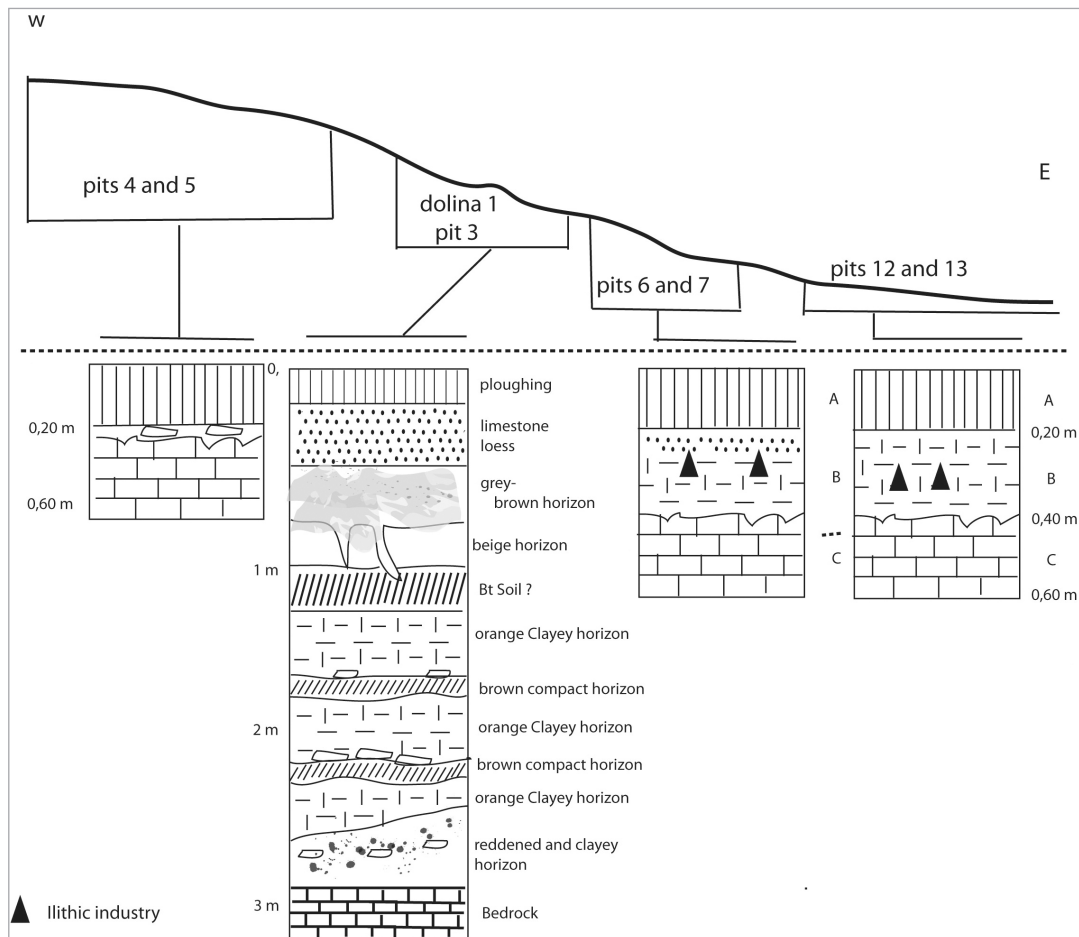 W
E
pits 4 and 5
dolina 1
pit 3
pits 6 and 7
pits 12 and 13
0,
0,20 m
0,60 m
1 m
2 m
3 m
ploughing
limestone
loess
grey-
brown horizon
beige horizon
Bt Soil ?
orange Clayey horizon
brown compact horizon
orange Clayey horizon
brown compact horizon
orange Clayey horizon
reddened and clayey
horizon
Bedrock
A
B
C
A
0,20 m
B
0,40 m
C
0,60 m
Ilithic industry